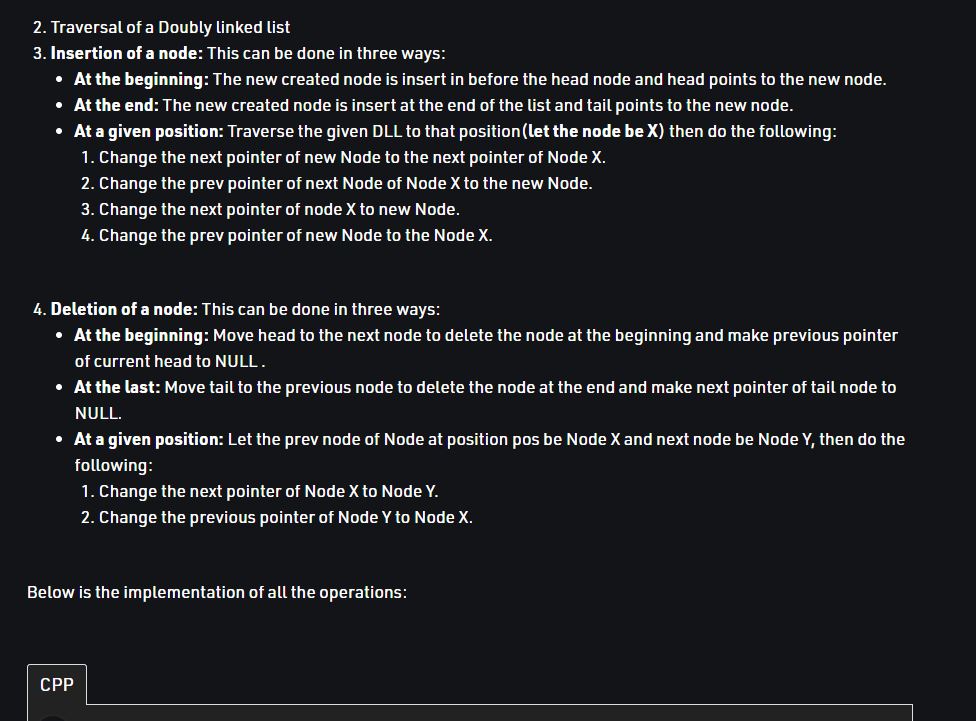 2. Traversal of a Doubly linked list
3. Insertion of a node: This can be done in three ways:
• At the beginning: The new created node is insert in before the head node and head points to the new node.
• At the end: The new created node is insert at the end of the list and tail points to the new node.
• At a given position: Traverse the given DLL to that position(let the node be X) then do the following:
1. Change the next pointer of new Node to the next pointer of Node X.
2. Change the prev pointer of next Node of Node X to the new Node.
3. Change the next pointer of node X to new Node.
4. Change the prev pointer of new Node to the Node X.
4. Deletion of a node: This can be done in three ways:
• At the beginning: Move head to the next node to delete the node at the beginning and make previous pointer
of current head to NULL .
• At the last: Move tail to the previous node to delete the node at the end and make next pointer of tail node to
NULL.
• At a given position: Let the prev node of Node at position pos be Node X and next node be Node Y, then do the
following:
1. Change the next pointer of Node X to Node Y.
2. Change the previous pointer of Node Y to Node X.
Below is the implementation of all the operations:
CPP